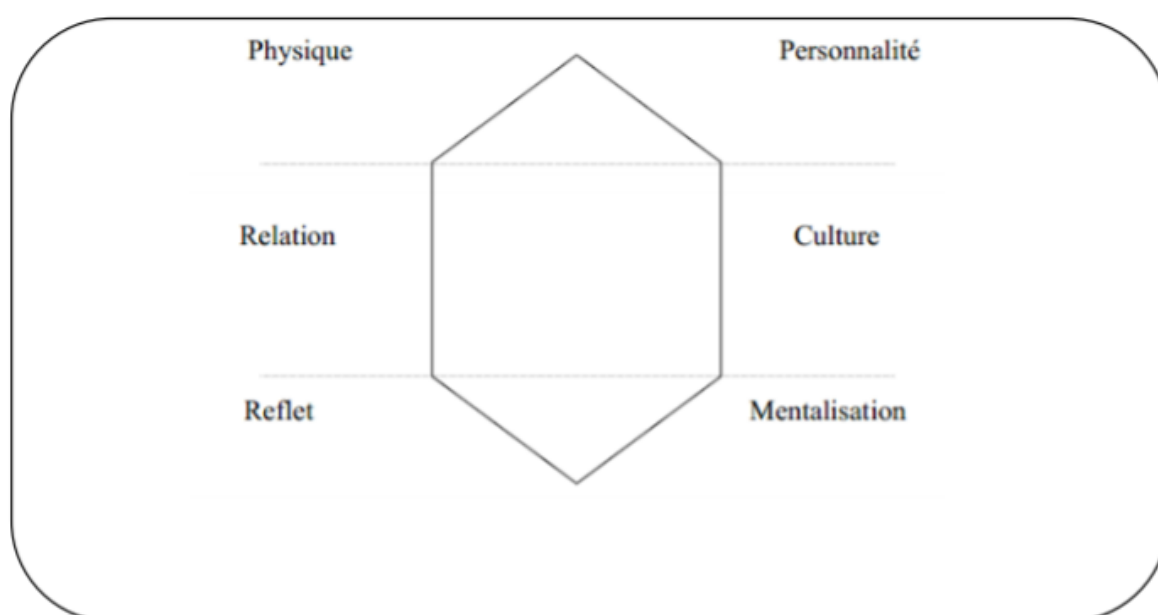 Physique
Personnalité
Relation
Culture
Reflet
Mentalisation